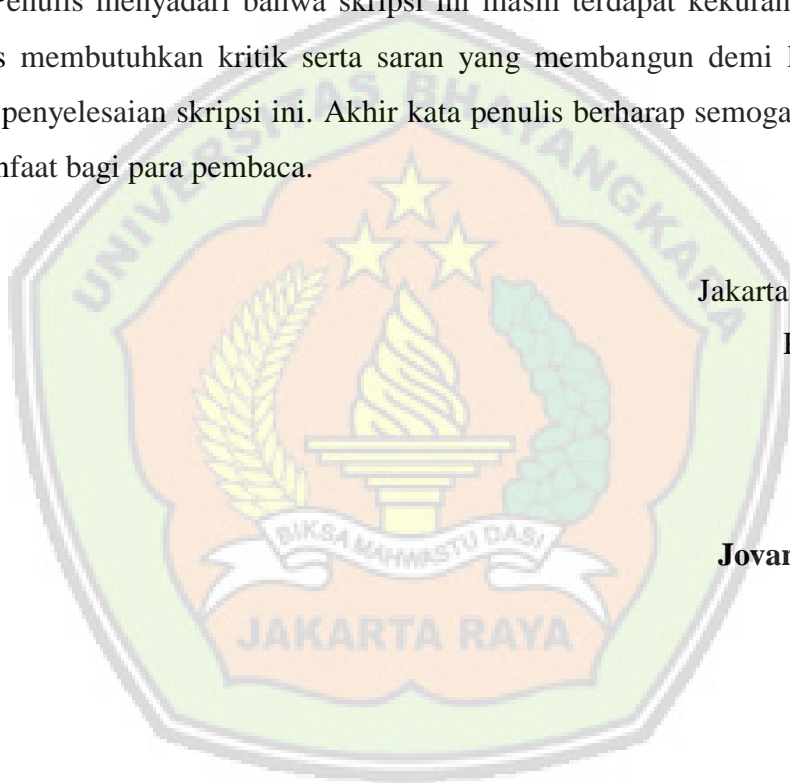 Penulis menyadari bahwa skripsi ini masih terdapat kekuran
s membutuhkan kritik serta saran yang membangun demi
penyelesaian skripsi ini. Akhir kata penulis berharap semoga
nfaat bagi para pembaca.
UNIVERSITAS BHAYANGKARA
Jakarta
Jovan
BIKSA MAHWASTU DASI
JAKARTA RAYA